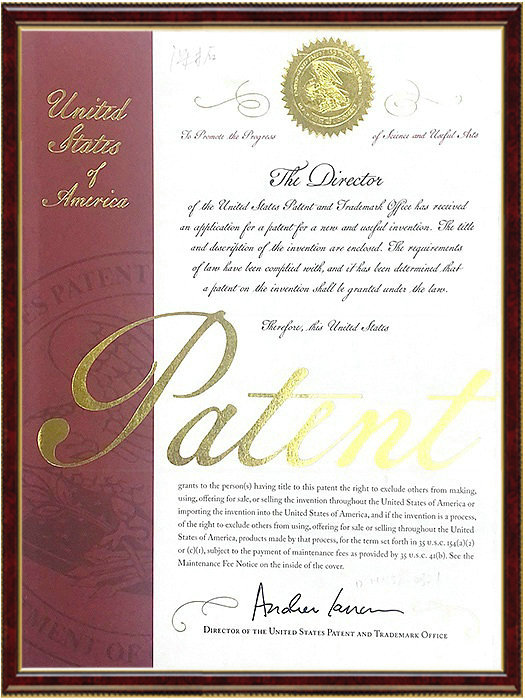 United
States
of
America
To Promote the Progress
of Science and Useful Arts
The Director
of the United States Patent and Trademark Office has received
an application for a patent for a new and useful invention. The title
and description of the invention are enclosed. The requirements
of law have been complied with, and it has been determined that
a patent on the invention shall be granted under the law.
Therefore, this United States
Patent
grants to the person(s) having title to this patent the right to exclude others from making,
using, offering for sale, or selling the invention throughout the United States of America or
importing the invention into the United States of America, and if the invention is a process,
of the right to exclude others from using, offering for sale or selling throughout the United
States of America, products made by that process, for the term set forth in 35 U.S.C. 154(a)(2)
or (c)(1), subject to the payment of maintenance fees as provided by 35 U.S.C. 41(b). See the
Maintenance Fee Notice on the inside of the cover.
DIRECTOR OF THE UNITED STATES PATENT AND TRADEMARK OFFICE